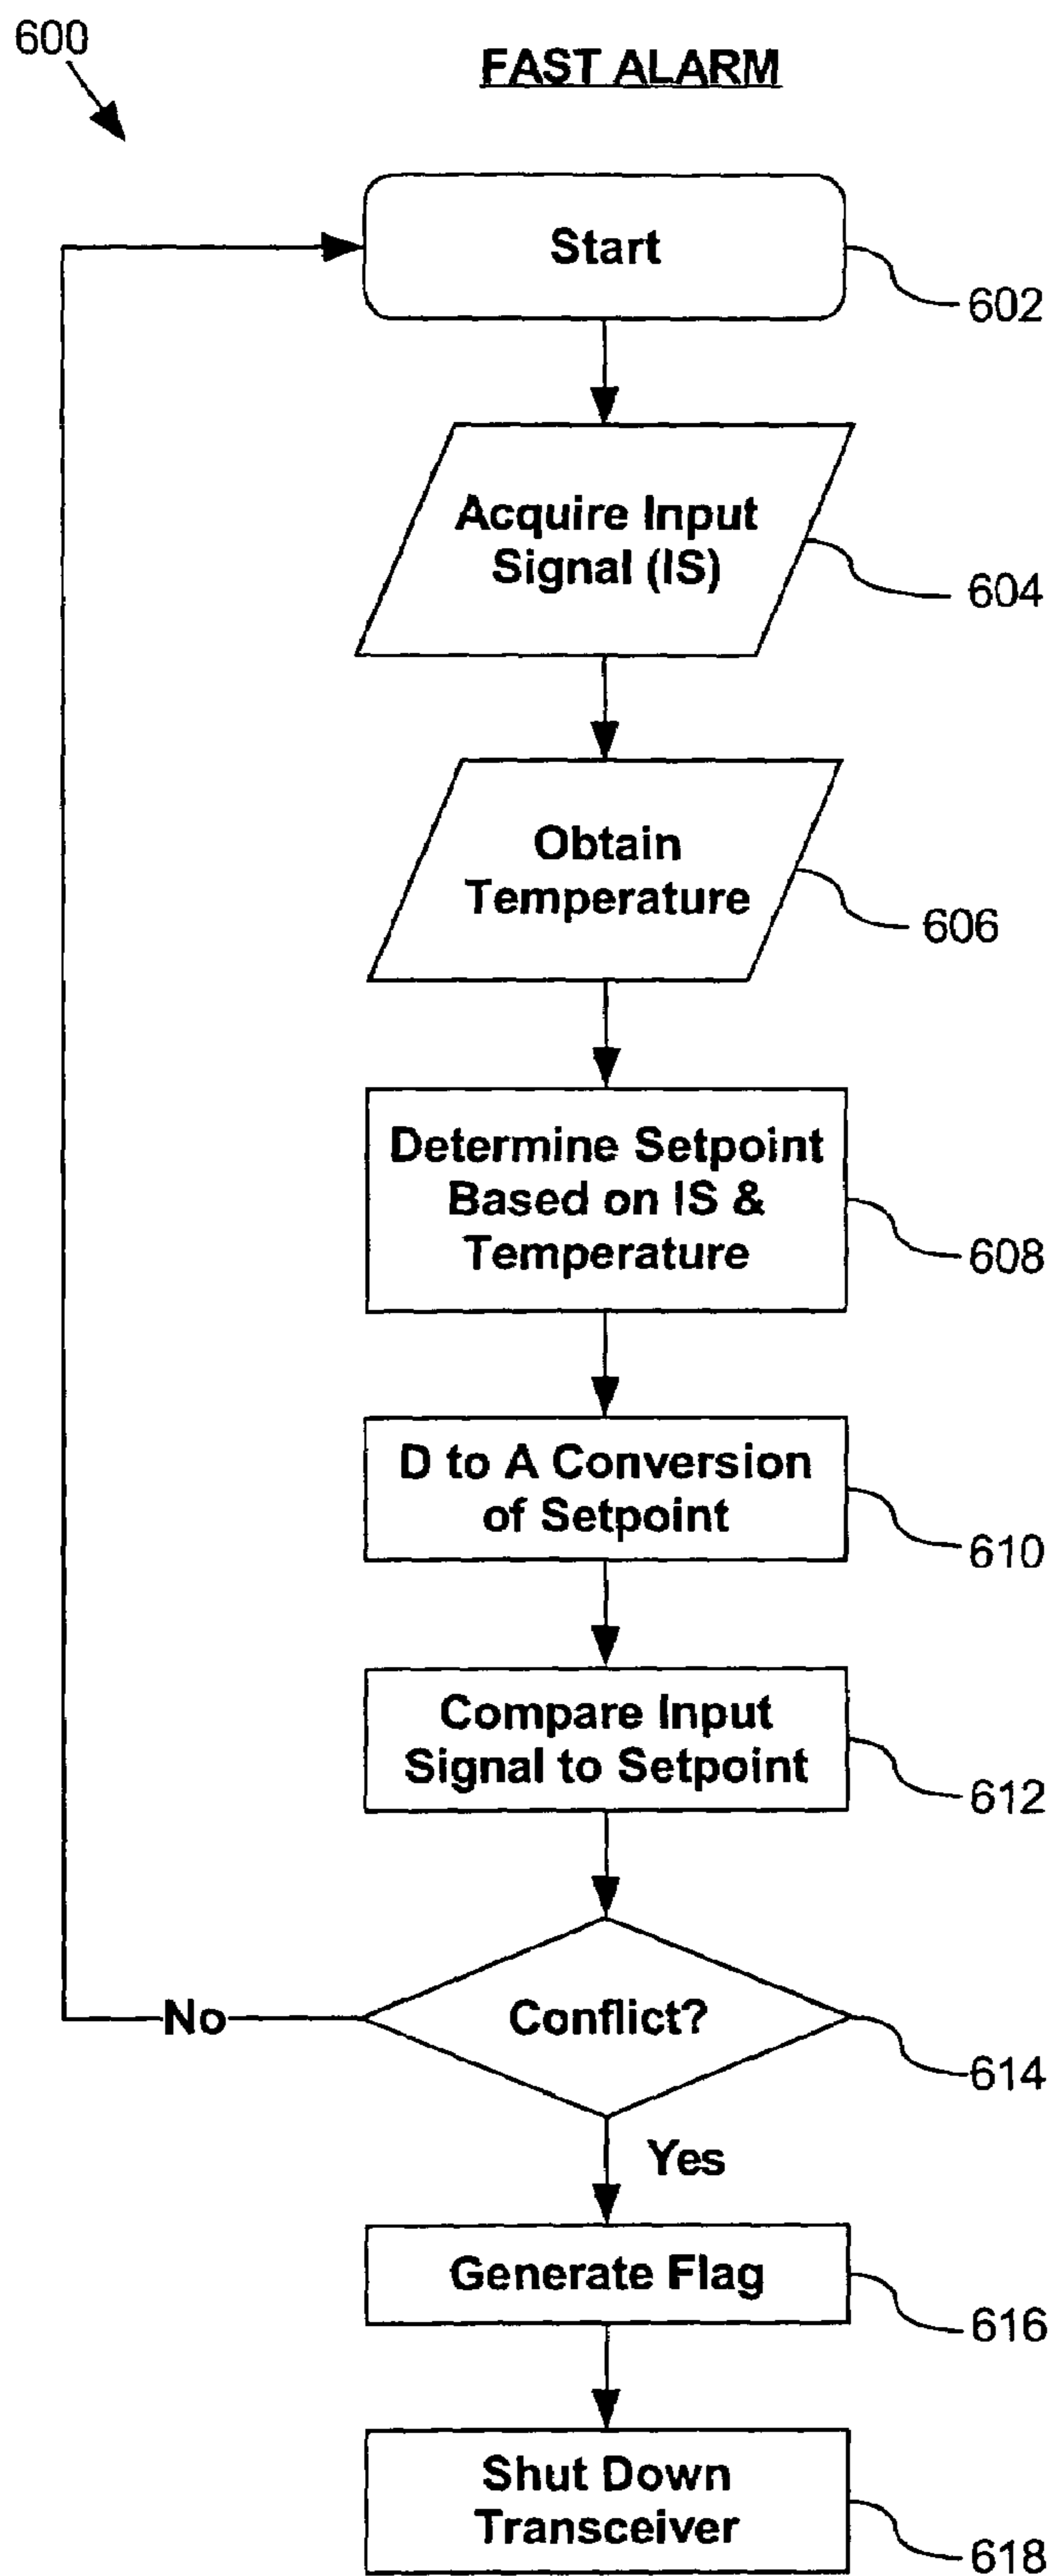 600
FAST ALARM
Start
602
Acquire Input
Signal (IS)
604
Obtain
Temperature
606
Determine Setpoint
Based on IS &
Temperature
608
D to A Conversion
of Setpoint
610
Compare Input
Signal to Setpoint
612
Conflict?
No
614
Yes
Generate Flag
616
Shut Down
Transceiver
618